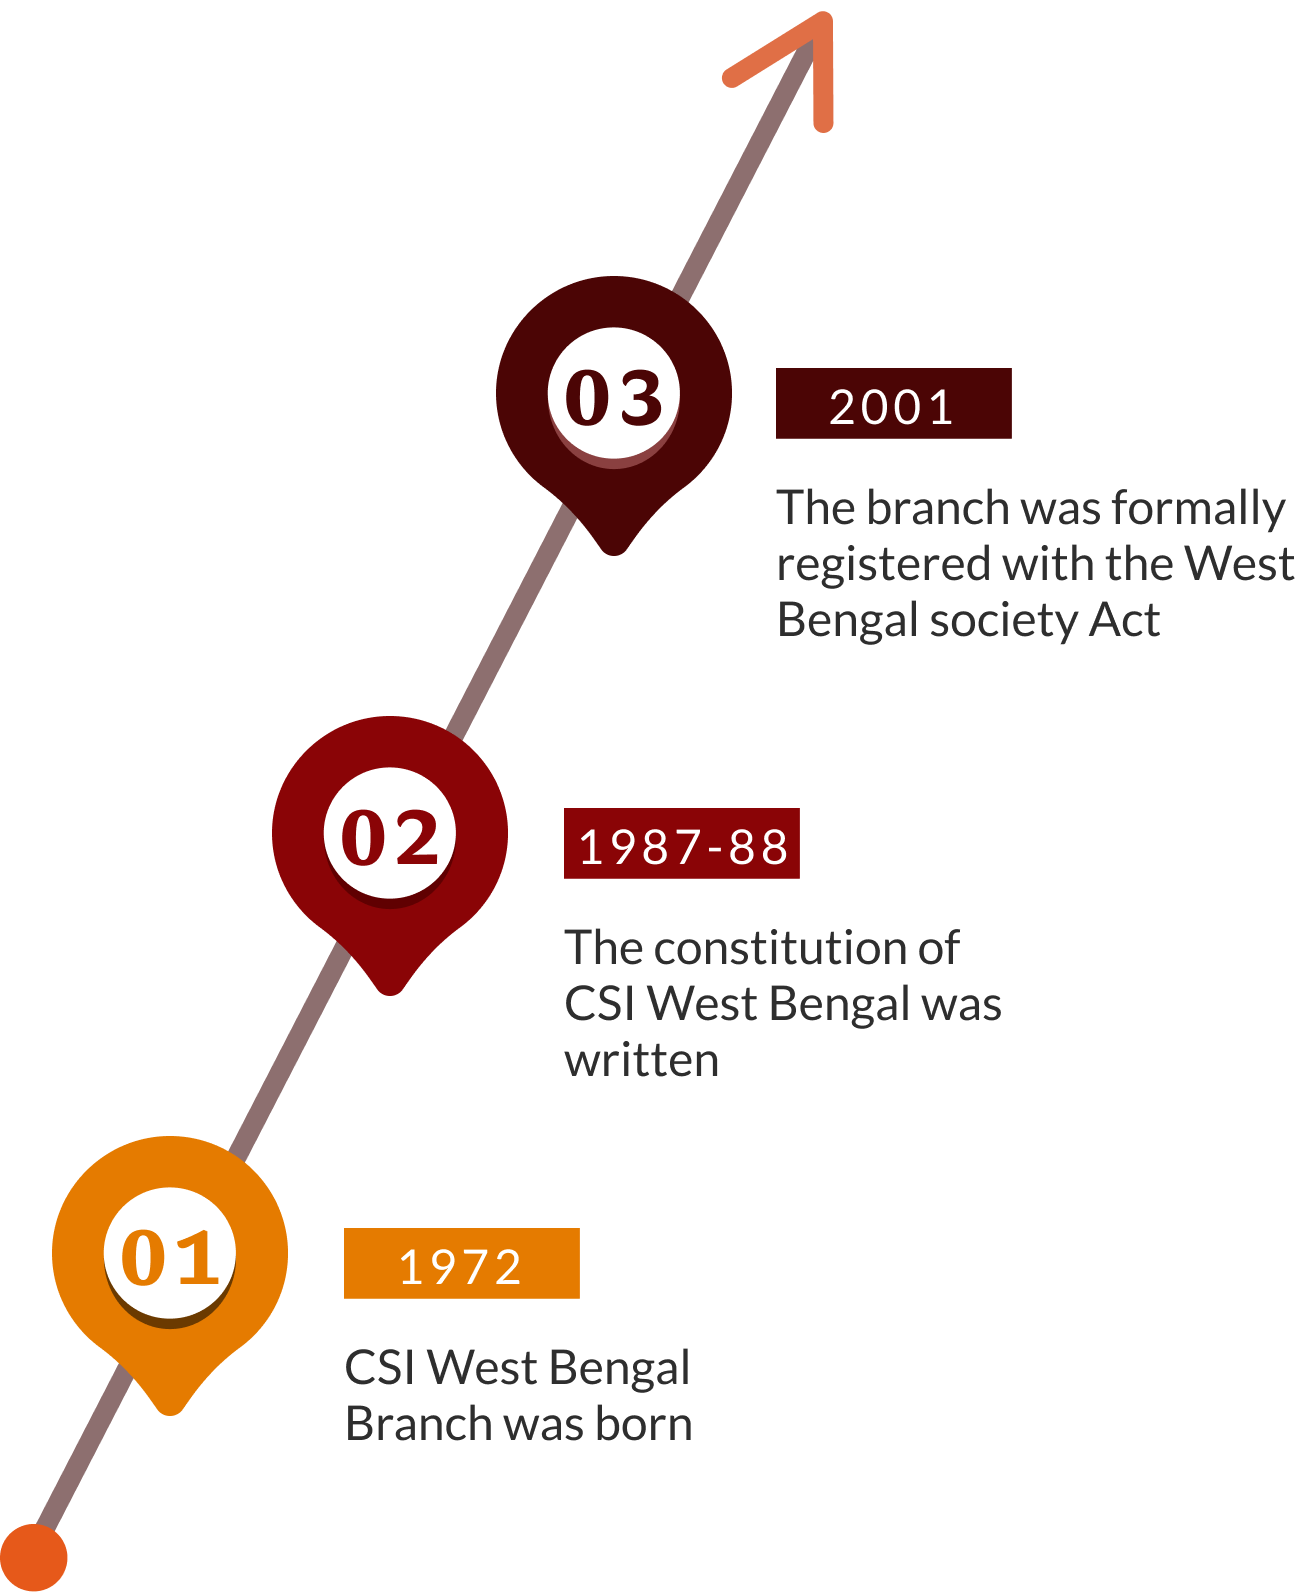 03
2001
The branch was formally
registered with the West
Bengal society Act
02
1987-88
The constitution of
CSI West Bengal was
written
01
1972
CSI West Bengal
Branch was born